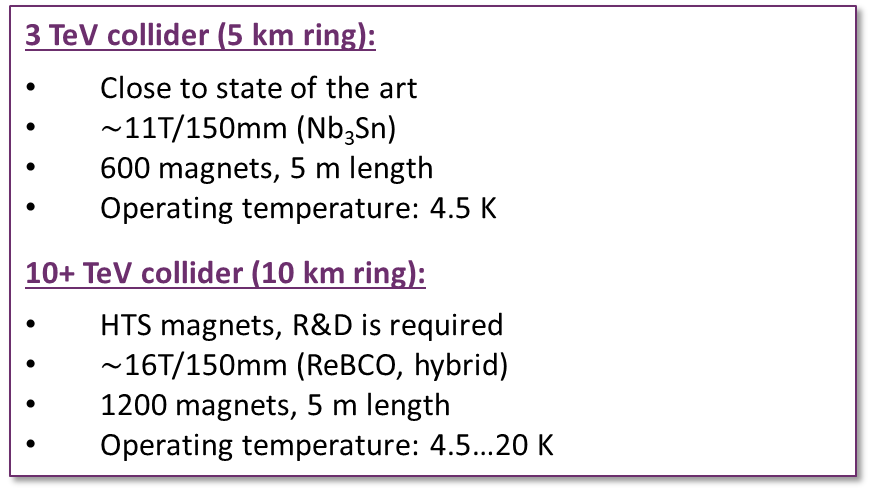 3 TeV collider (5 km ring):
• Close to state of the art
• ~11T/150mm (Nb₃Sn)
• 600 magnets, 5 m length
• Operating temperature: 4.5 K
10+ TeV collider (10 km ring):
• HTS magnets, R&D is required
• ~16T/150mm (ReBCO, hybrid)
• 1200 magnets, 5 m length
• Operating temperature: 4.5…20 K